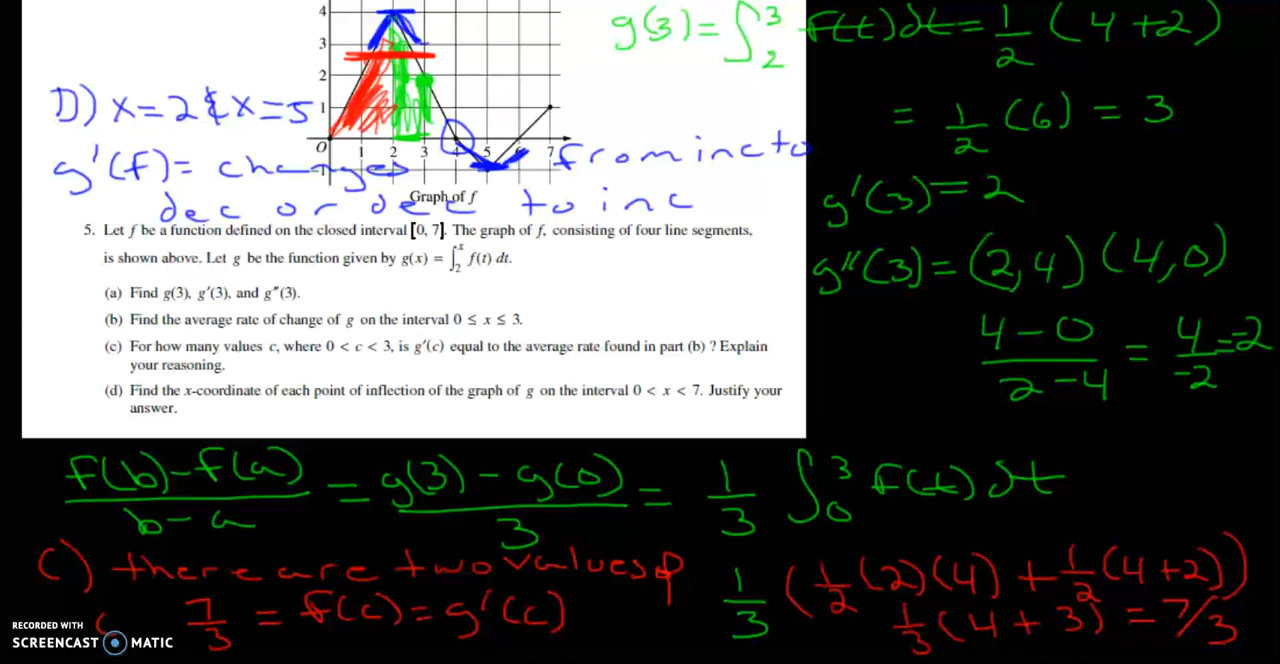 4
3
2
1
O 1 2 3 4 5 6 7
-1
Graph of f
g(3) = ∫₂³ f(t) dt = 1/2 (4+2)
= 1/2 (6) = 3
g'(3) = 2
g''(3) = (2,4) (4,0)
4-0/2-4 = 4/-2 = -2
D) x=2 & x=5
g'(f) = changes from inc to
dec or dec to inc
5. Let f be a function defined on the closed interval [0, 7]. The graph of f, consisting of four line segments,
is shown above. Let g be the function given by g(x) = ∫₂ˣ f(t) dt.
(a) Find g(3), g′(3), and g″(3).
(b) Find the average rate of change of g on the interval 0 ≤ x ≤ 3.
(c) For how many values c, where 0 < c < 3, is g′(c) equal to the average rate found in part (b) ? Explain
your reasoning.
(d) Find the x-coordinate of each point of inflection of the graph of g on the interval 0 < x < 7. Justify your
answer.
f(b)-f(a)/b-a = g(3)-g(0)/3 = 1/3 ∫₀³ f(t) dt
1/3 (1/2(2)(4) + 1/2(4+2))
1/3(4+3) = 7/3
C) there are two values of
c 7/3 = f(c) = g'(c)
RECORDED WITH
SCREENCAST MATIC